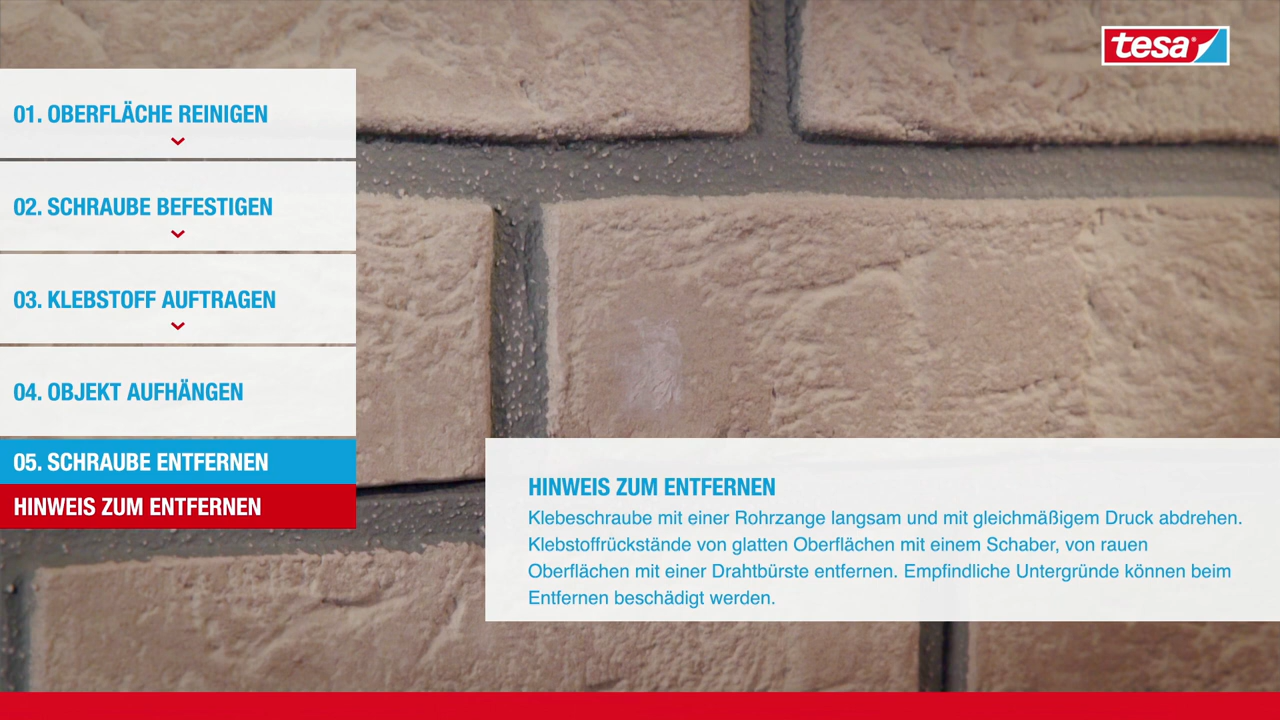 tesa®
01. OBERFLÄCHE REINIGEN
02. SCHRAUBE BEFESTIGEN
03. KLEBSTOFF AUFTRAGEN
04. OBJEKT AUFHÄNGEN
05. SCHRAUBE ENTFERNEN
HINWEIS ZUM ENTFERNEN
HINWEIS ZUM ENTFERNEN
Klebeschraube mit einer Rohrzange langsam und mit gleichmäßigem Druck abdrehen.
Klebstoffrückstände von glatten Oberflächen mit einem Schaber, von rauen
Oberflächen mit einer Drahtbürste entfernen. Empfindliche Untergründe können beim
Entfernen beschädigt werden.